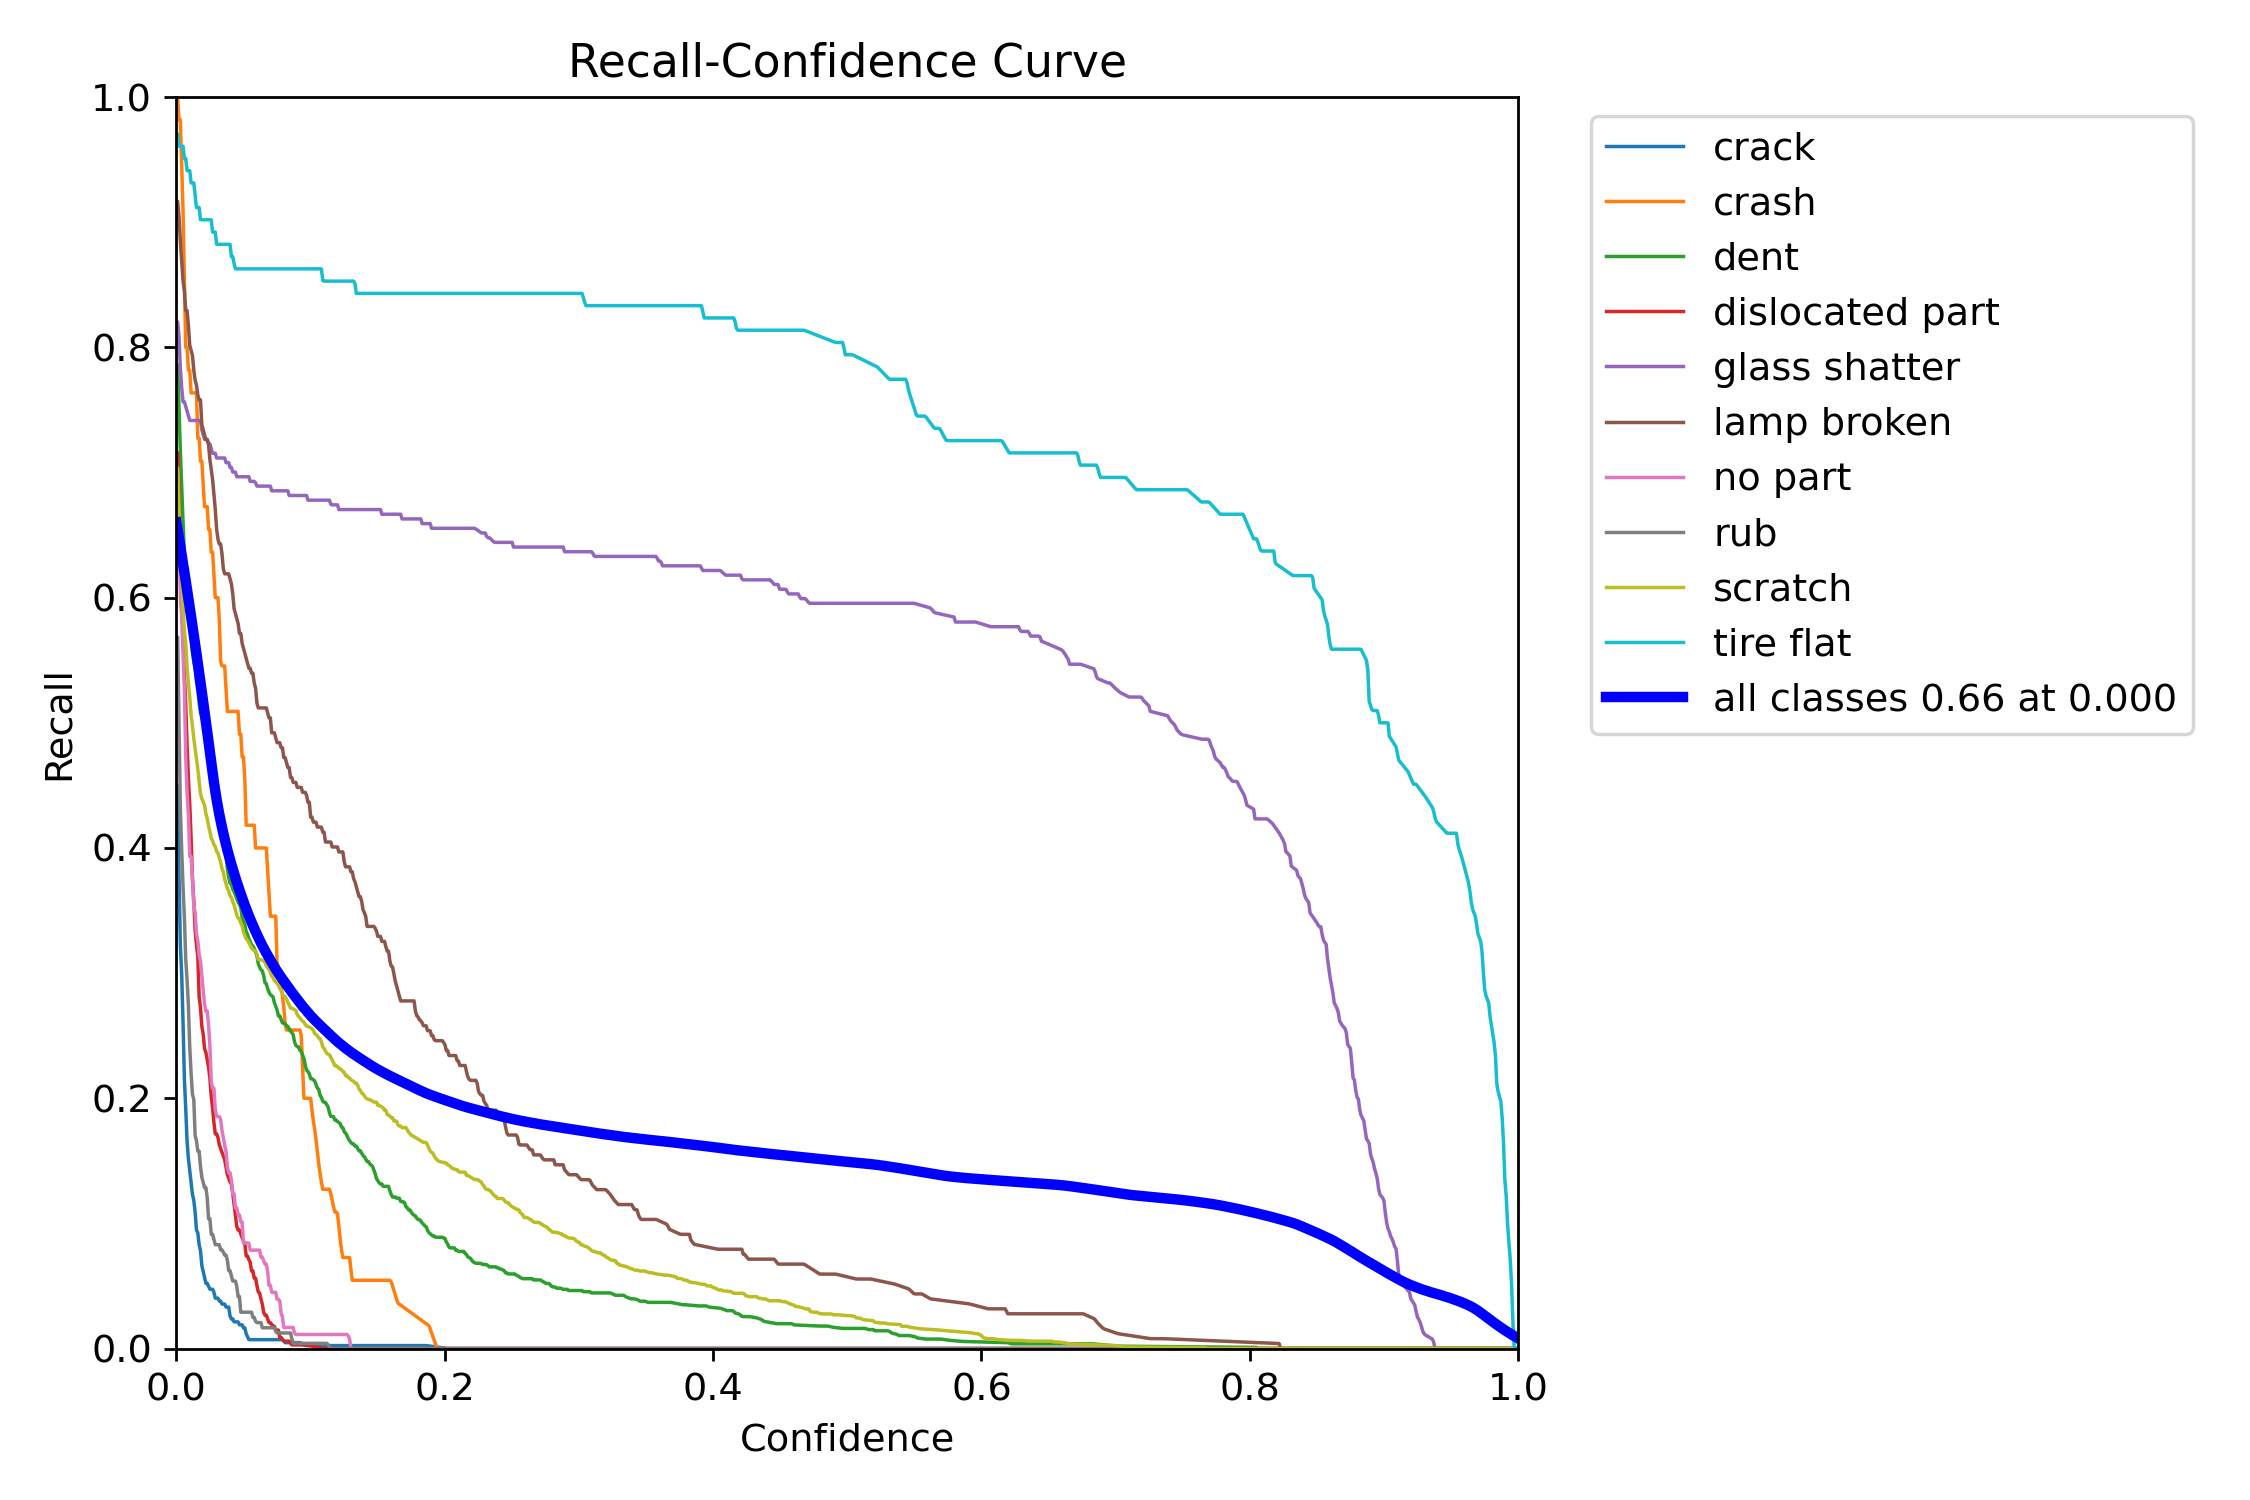 Recall-Confidence Curve
1.0
0.8
0.6
0.4
0.2
0.0
Recall
0.0 0.2 0.4 0.6 0.8 1.0
Confidence
crack
crash
dent
dislocated part
glass shatter
lamp broken
no part
rub
scratch
tire flat
all classes 0.66 at 0.000